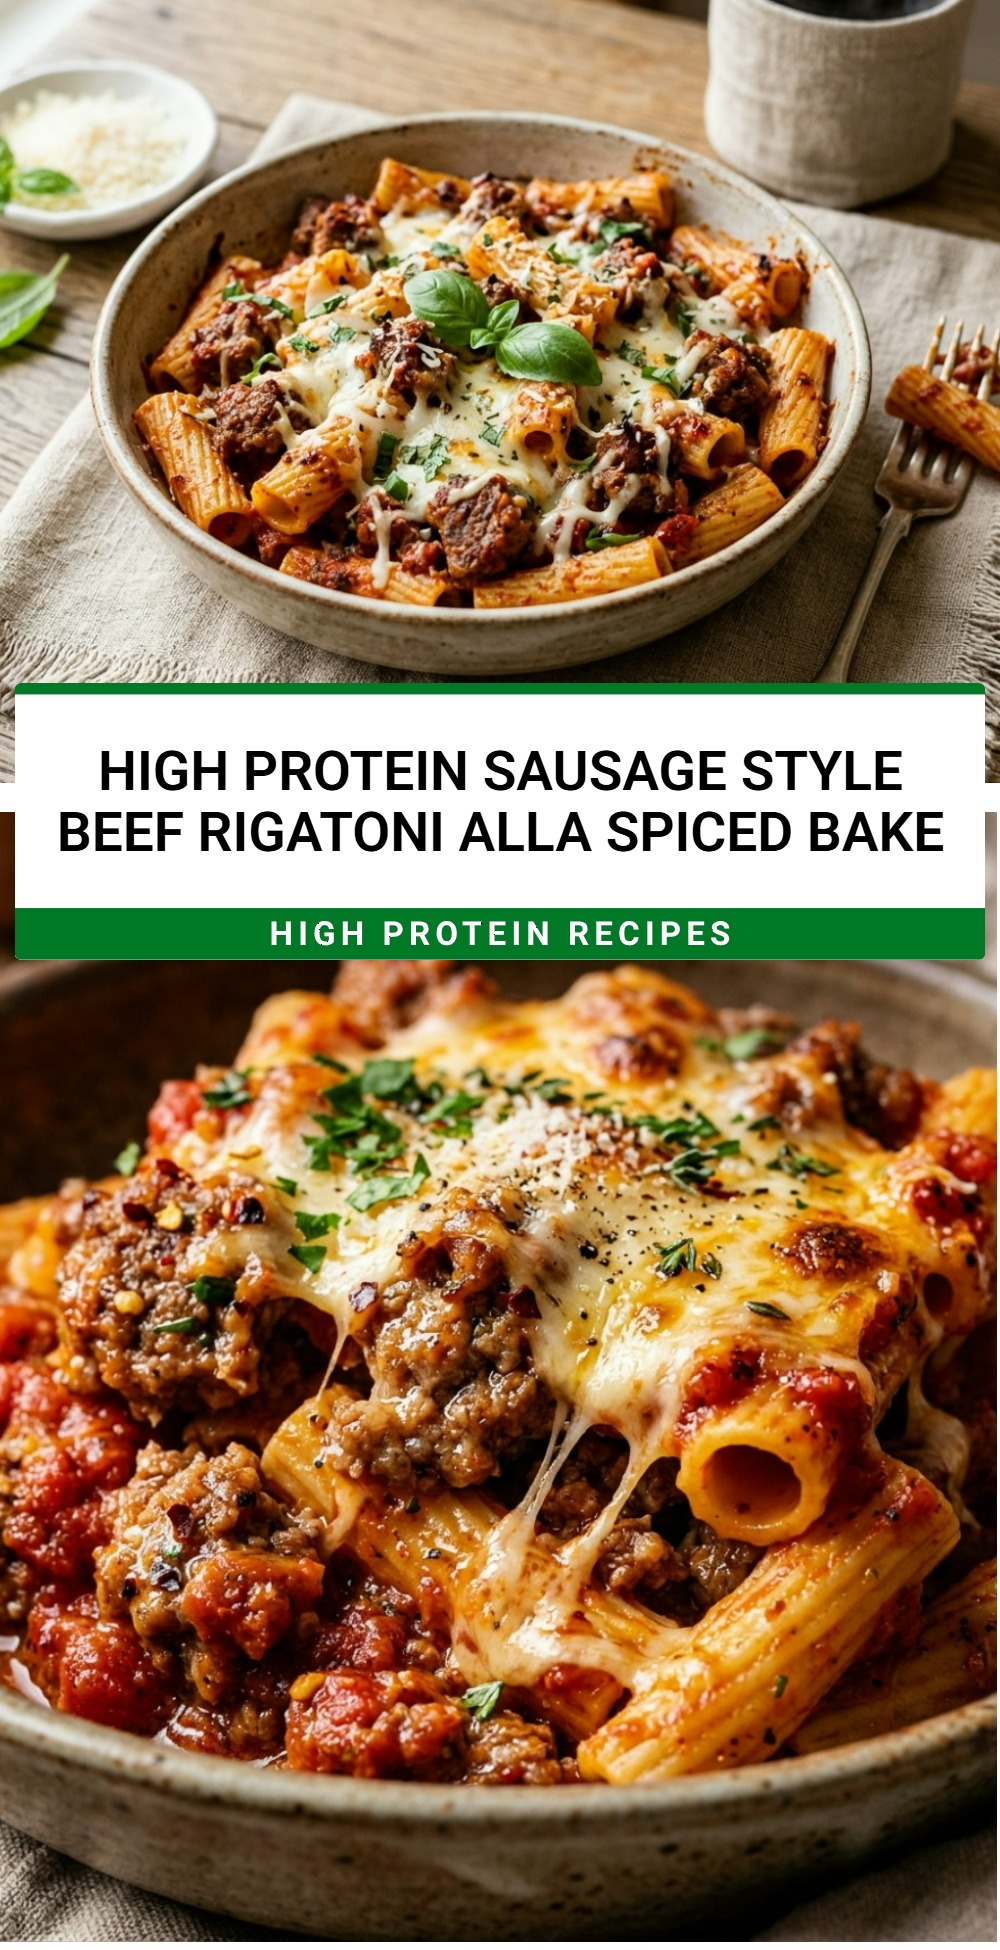 HIGH PROTEIN SAUSAGE STYLE
BEEF RIGATONI ALLA SPICED BAKE
HIGH PROTEIN RECIPES